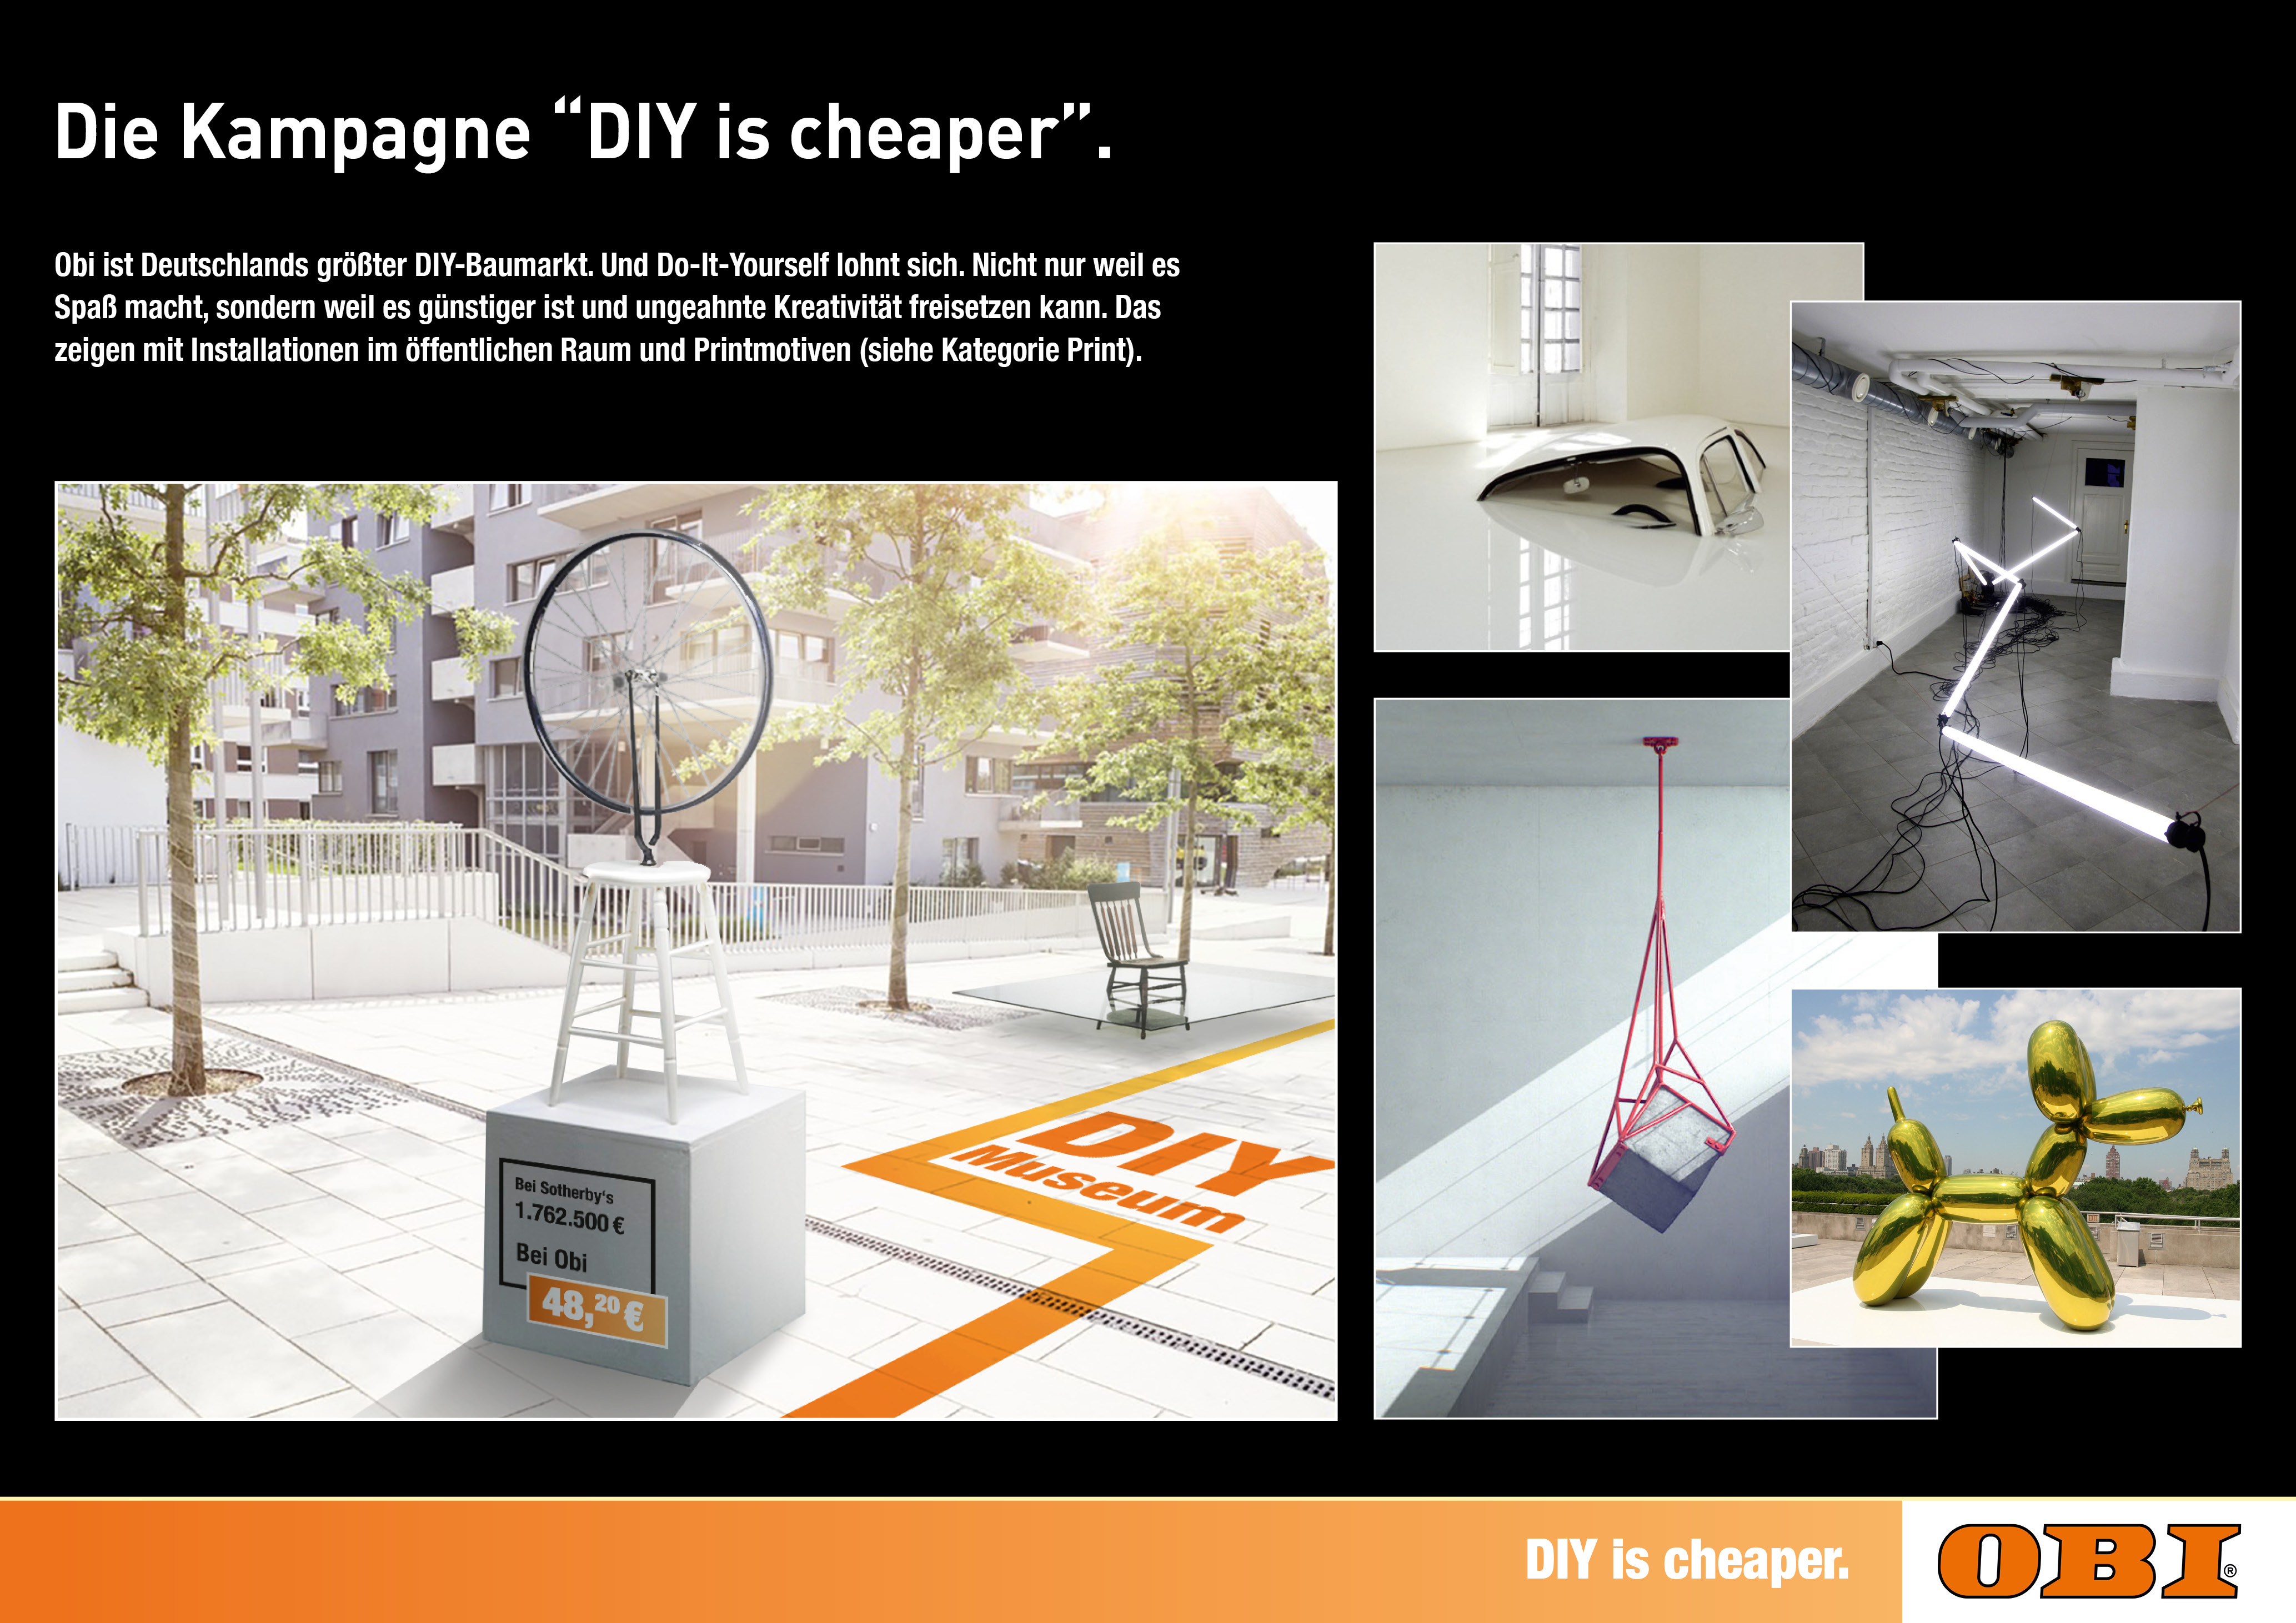 Die Kampagne “DIY is cheaper”.
Obi ist Deutschlands größter DIY-Baumarkt. Und Do-It-Yourself lohnt sich. Nicht nur weil es
Spaß macht, sondern weil es günstiger ist und ungeahnte Kreativität freisetzen kann. Das
zeigen mit Installationen im öffentlichen Raum und Printmotiven (siehe Kategorie Print).
Bei Sotherby‘s
1.762.500 €
Bei Obi
48,20 €
DIY
Museum
DIY is cheaper.
OBI®